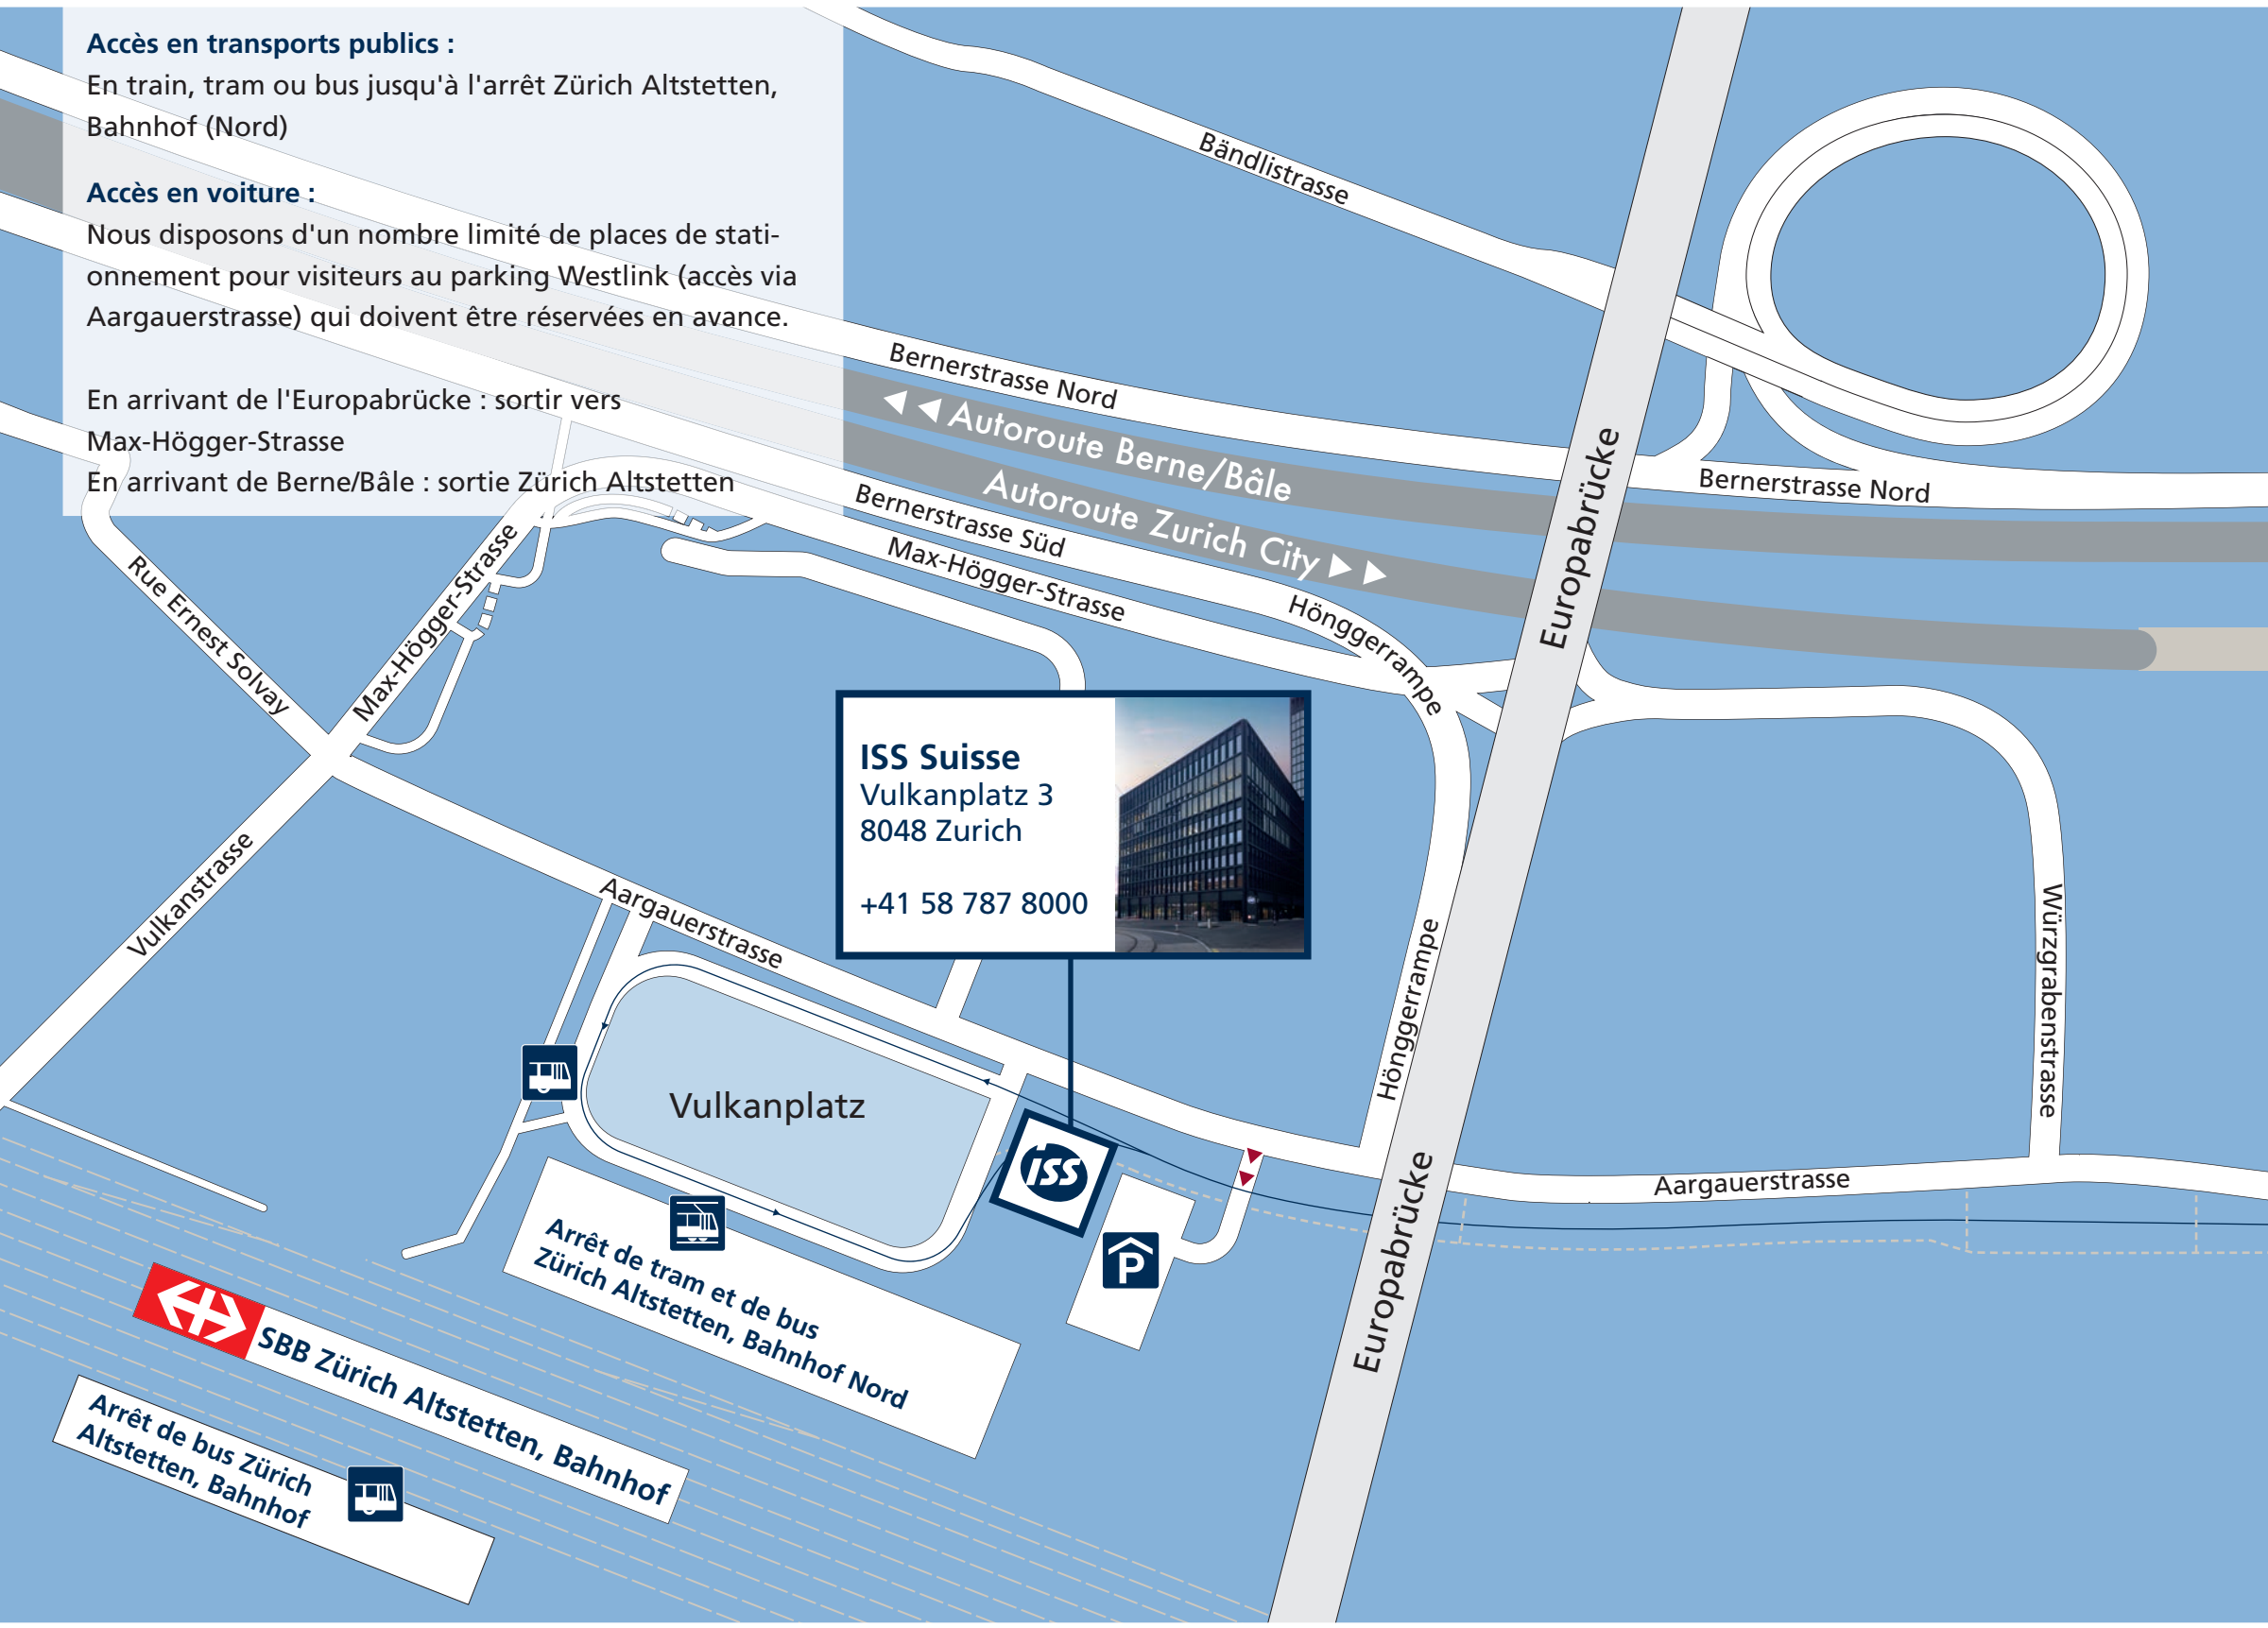 Accès en transports publics :
En train, tram ou bus jusqu'à l'arrêt Zürich Altstetten,
Bahnhof (Nord)
Accès en voiture :
Nous disposons d'un nombre limité de places de stati-
onnement pour visiteurs au parking Westlink (accès via
Aargauerstrasse) qui doivent être réservées en avance.
En arrivant de l'Europabrücke : sortir vers
Max-Högger-Strasse
En arrivant de Berne/Bâle : sortie Zürich Altstetten
Bändlistrasse
Bernerstrasse Nord
Autoroute Berne/Bâle
Autoroute Zurich City
Bernerstrasse Nord
Bernerstrasse Süd
Max-Högger-Strasse
Hönggerrampe
Europabrücke
Rue Ernest Solvay
Max-Högger-Strasse
ISS Suisse
Vulkanplatz 3
8048 Zurich
+41 58 787 8000
Vulkanstrasse
Aargauerstrasse
Hönggerrampe
Würzgrabenstrasse
Vulkanplatz
ISS
P
Aargauerstrasse
Europabrücke
Arrêt de tram et de bus
Zürich Altstetten, Bahnhof Nord
SBB Zürich Altstetten, Bahnhof
Arrêt de bus Zürich
Altstetten, Bahnhof